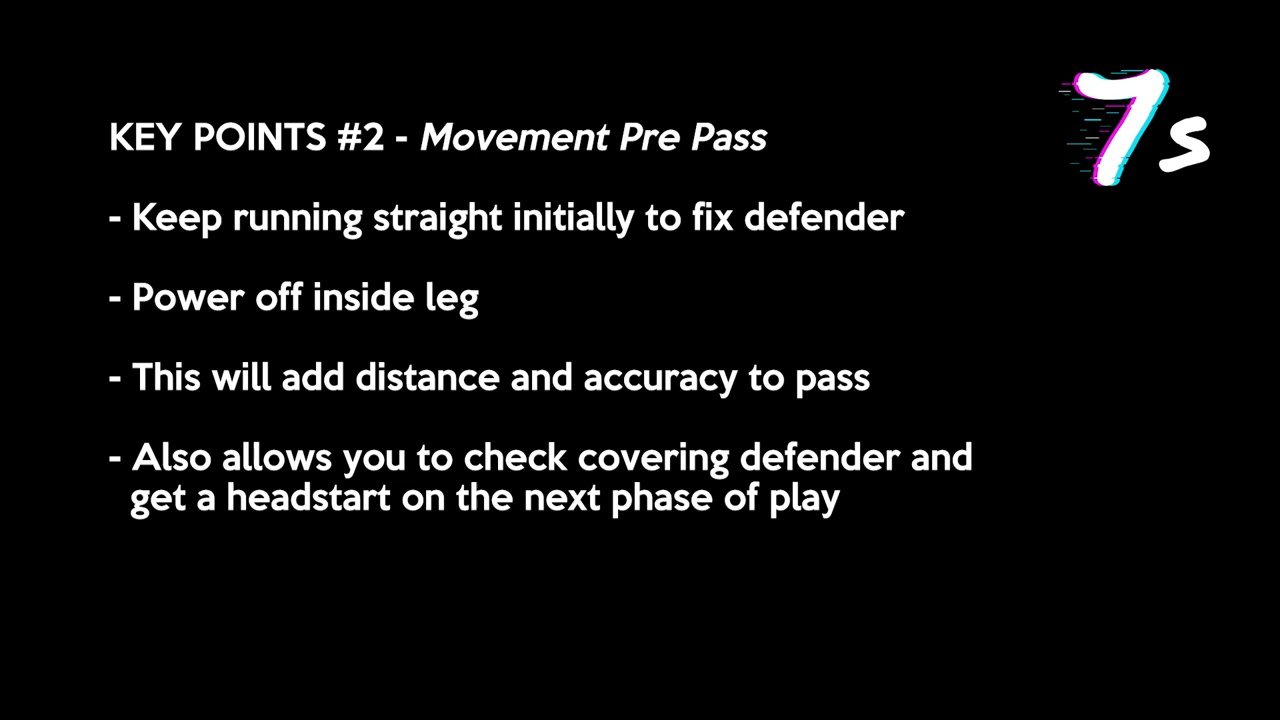 7s
KEY POINTS #2 - Movement Pre Pass
- Keep running straight initially to fix defender
- Power off inside leg
- This will add distance and accuracy to pass
- Also allows you to check covering defender and
get a headstart on the next phase of play